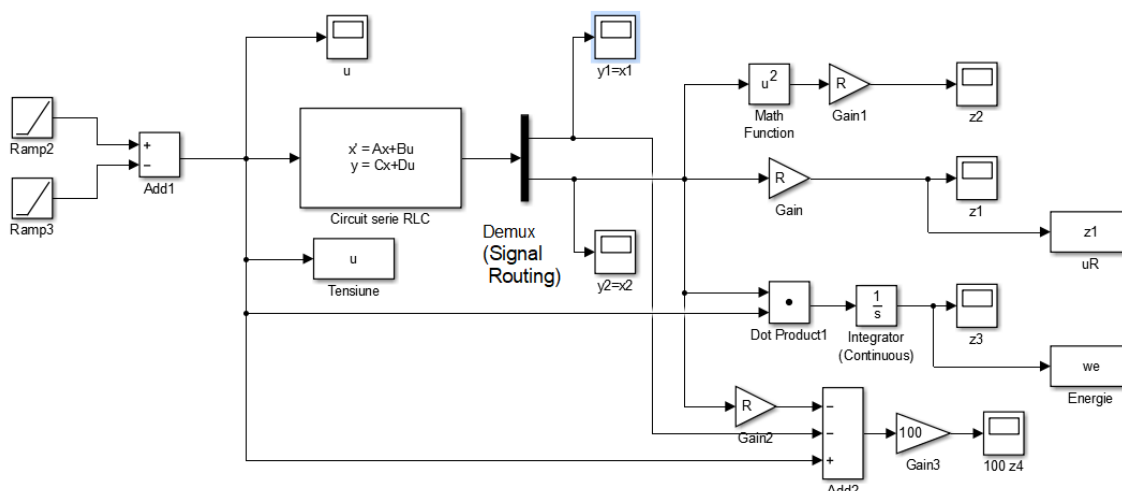 u
y1=x1
u²
Math
Function
R
Gain1
z2
Ramp2
+
−
Add1
Ramp3
x' = Ax+Bu
y = Cx+Du
Circuit serie RLC
Demux
(Signal
Routing)
R
Gain
z1
z1
uR
u
Tensiune
y2=x2
Dot Product1
1
s
Integrator
(Continuous)
z3
we
Energie
R
Gain2
−
−
+
Add2
100
Gain3
100 z4